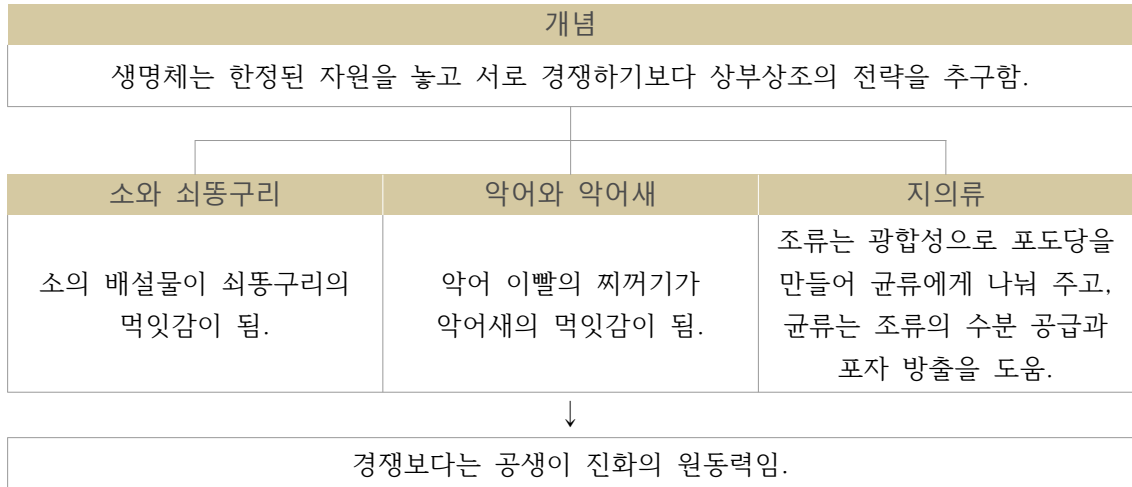 개념
생명체는 한정된 자원을 놓고 서로 경쟁하기보다 상부상조의 전략을 추구함.
소와 쇠똥구리
악어와 악어새
지의류
소의 배설물이 쇠똥구리의
먹잇감이 됨.
악어 이빨의 찌꺼기가
악어새의 먹잇감이 됨.
조류는 광합성으로 포도당을
만들어 균류에게 나눠 주고,
균류는 조류의 수분 공급과
포자 방출을 도움.
↓
경쟁보다는 공생이 진화의 원동력임.